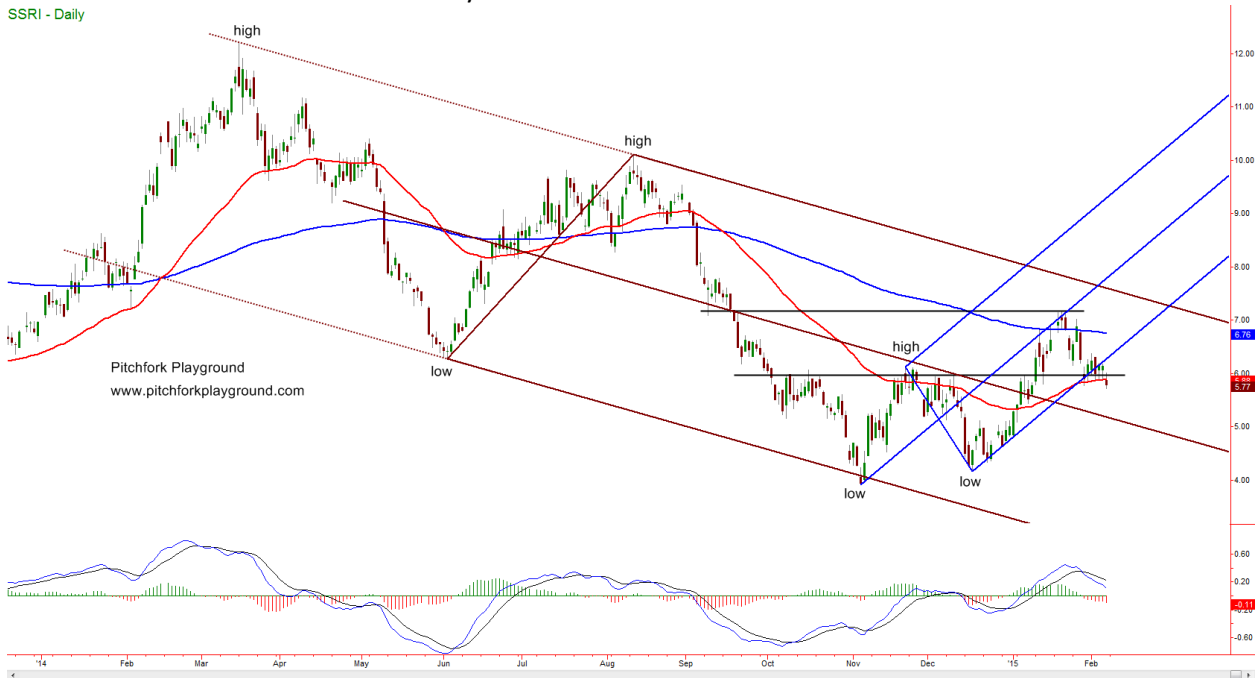 SSRI - Daily
high
high
high
low
low
low
Pitchfork Playground
www.pitchforkplayground.com
12.00
11.00
10.00
9.00
8.00
7.00
6.76
6.00
5.77
5.00
4.00
0.60
0.20
-0.11
-0.60
'14
Feb
Mar
Apr
May
Jun
Jul
Aug
Sep
Oct
Nov
Dec
'15
Feb